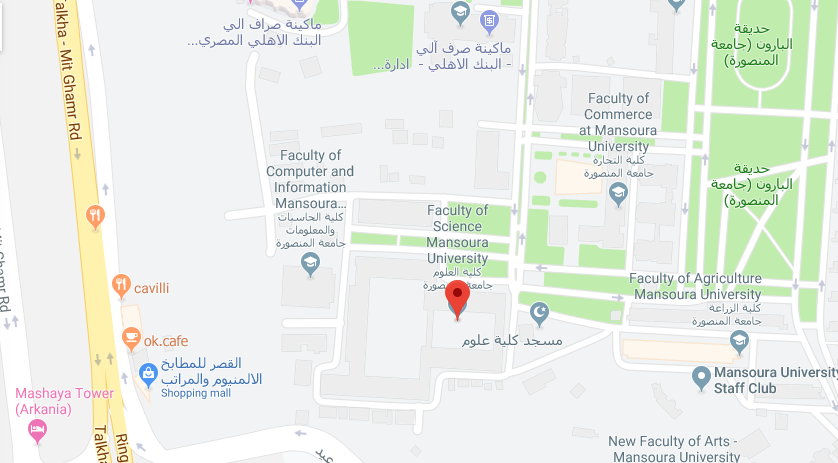 Talkha - Mit Ghamr Rd
ماكينة صراف الي
البنك الاهلي المصري...
ماكينة صرف آلي
- البنك الاهلي - ادارة...
حديقة
البارون (جامعة
المنصورة)
Faculty of
Commerce
at Mansoura
University
كلية التجارة
جامعة المنصورة
Faculty of
Computer and
Information
Mansoura...
كلية الحاسبات
والمعلومات
جامعة المنصورة
حديقة
البارون (جامعة
المنصورة)
Faculty of
Science
Mansoura
University
كلية العلوم
جامعة المنصورة
Mit Ghamr Rd
cavilli
Faculty of Agriculture
Mansoura University
كلية الزراعة
جامعة المنصورة
ok.cafe
مسجد كلية علوم
القصر للمطابخ
الالمنيوم والمراتب
Shopping mall
Mansoura University
Staff Club
Mashaya Tower
(Arkania)
Talkha
Ring
New Faculty of Arts -
Mansoura University